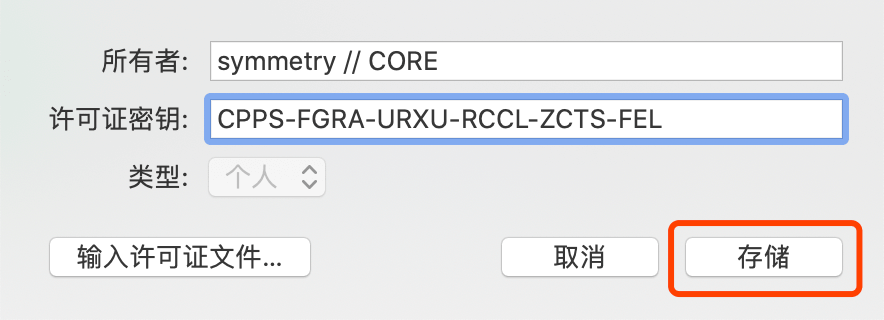 所有者: symmetry // CORE
许可证密钥: CPPS-FGRA-URXU-RCCL-ZCTS-FEL
类型: 个人
输入许可证文件... 取消 存储